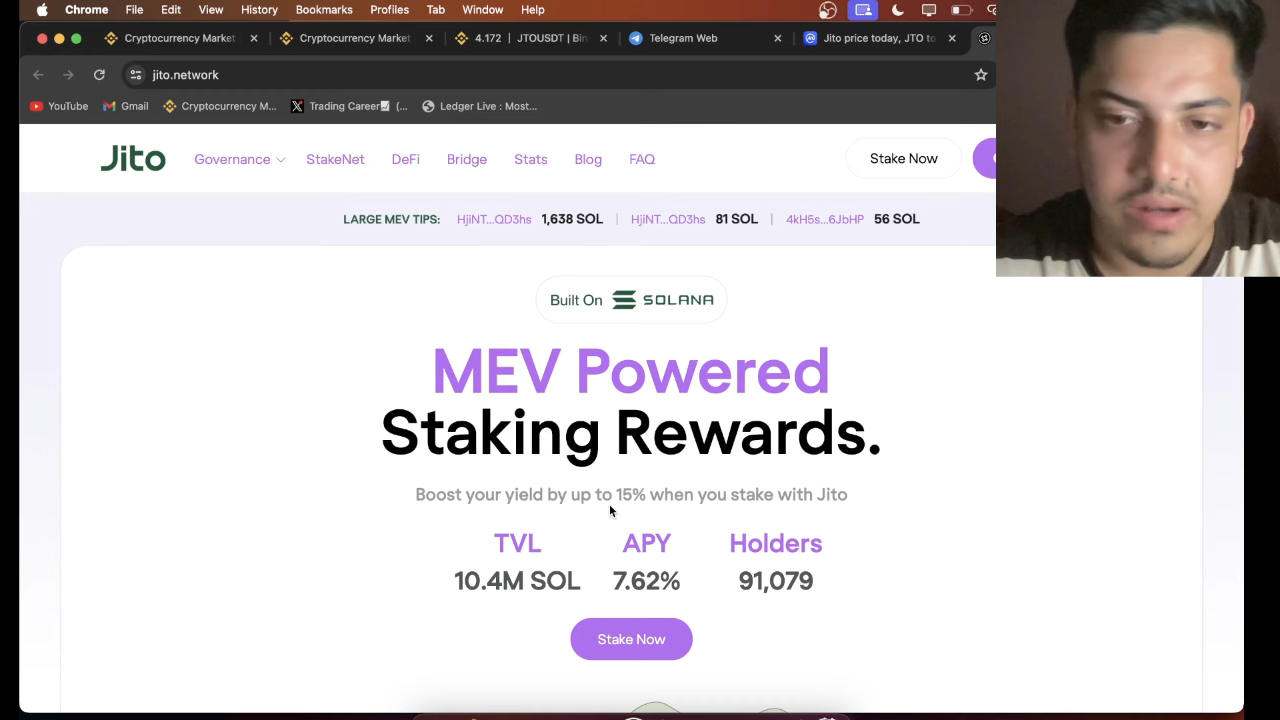 Chrome File Edit View History Bookmarks Profiles Tab Window Help
Cryptocurrency Market Cryptocurrency Market 4.172 | JTOUSDT | Bin Telegram Web Jito price today, JTO to
jito.network
YouTube Gmail Cryptocurrency M... Trading Career📈 (... Ledger Live : Most...
Jito Governance StakeNet DeFi Bridge Stats Blog FAQ Stake Now
LARGE MEV TIPS: HjiNT...QD3hs 1,638 SOL | HjiNT...QD3hs 81 SOL | 4kH5s...6JbHP 56 SOL
Built On SOLANA
MEV Powered
Staking Rewards.
Boost your yield by up to 15% when you stake with Jito
TVL APY Holders
10.4M SOL 7.62% 91,079
Stake Now